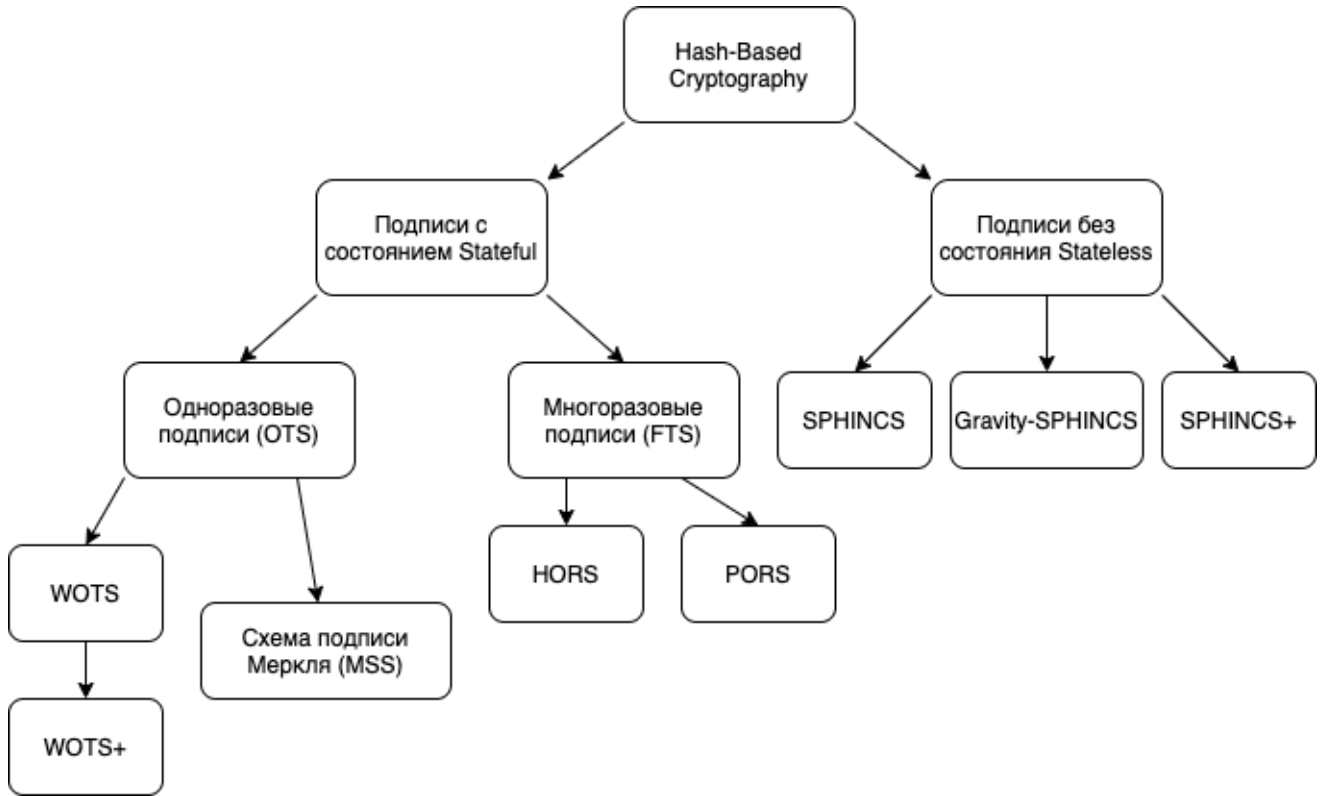 Hash-Based
Cryptography
Подписи с
состоянием Stateful
Подписи без
состояния Stateless
Одноразовые
подписи (OTS)
Многоразовые
подписи (FTS)
SPHINCS
Gravity-SPHINCS
SPHINCS+
WOTS
Схема подписи
Меркля (MSS)
HORS
PORS
WOTS+